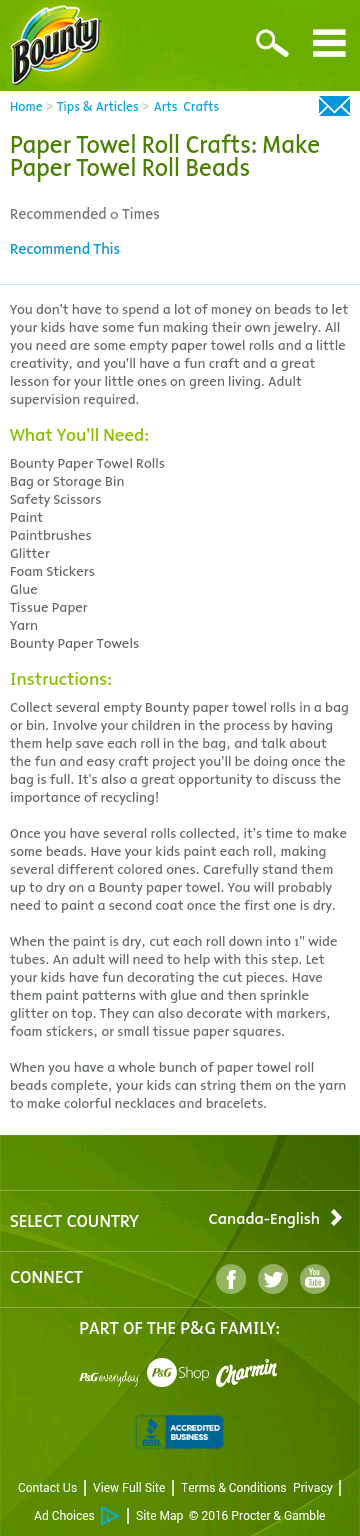 Bounty
Home > Tips & Articles > Arts Crafts
Paper Towel Roll Crafts: Make
Paper Towel Roll Beads
Recommended 0 Times
Recommend This
You don't have to spend a lot of money on beads to let
your kids have some fun making their own jewelry. All
you need are some empty paper towel rolls and a little
creativity, and you'll have a fun craft and a great
lesson for your little ones on green living. Adult
supervision required.
What You'll Need:
Bounty Paper Towel Rolls
Bag or Storage Bin
Safety Scissors
Paint
Paintbrushes
Glitter
Foam Stickers
Glue
Tissue Paper
Yarn
Bounty Paper Towels
Instructions:
Collect several empty Bounty paper towel rolls in a bag
or bin. Involve your children in the process by having
them help save each roll in the bag, and talk about
the fun and easy craft project you'll be doing once the
bag is full. It's also a great opportunity to discuss the
importance of recycling!
Once you have several rolls collected, it's time to make
some beads. Have your kids paint each roll, making
several different colored ones. Carefully stand them
up to dry on a Bounty paper towel. You will probably
need to paint a second coat once the first one is dry.
When the paint is dry, cut each roll down into 1" wide
tubes. An adult will need to help with this step. Let
your kids have fun decorating the cut pieces. Have
them paint patterns with glue and then sprinkle
glitter on top. They can also decorate with markers,
foam stickers, or small tissue paper squares.
When you have a whole bunch of paper towel roll
beads complete, your kids can string them on the yarn
to make colorful necklaces and bracelets.
SELECT COUNTRY Canada-English
CONNECT f You Tube
PART OF THE P&G FAMILY:
P&G everyday P&G Shop Charmin
BBB ACCREDITED BUSINESS
Contact Us | View Full Site | Terms & Conditions Privacy |
Ad Choices | Site Map © 2016 Procter & Gamble